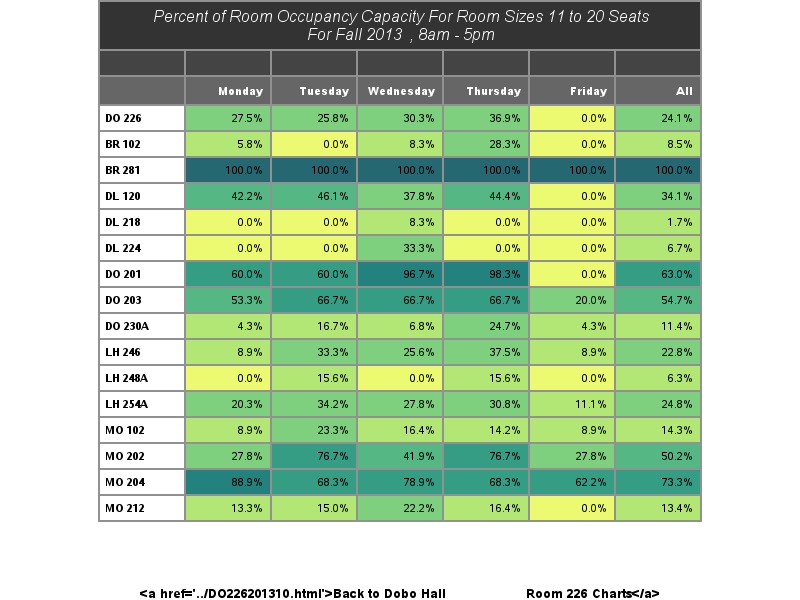 Percent of Room Occupancy Capacity For Room Sizes 11 to 20 Seats
For Fall 2013 , 8am - 5pm
Monday Tuesday Wednesday Thursday Friday All
DO 226 27.5% 25.8% 30.3% 36.9% 0.0% 24.1%
BR 102 5.8% 0.0% 8.3% 28.3% 0.0% 8.5%
BR 281 100.0% 100.0% 100.0% 100.0% 100.0% 100.0%
DL 120 42.2% 46.1% 37.8% 44.4% 0.0% 34.1%
DL 218 0.0% 0.0% 8.3% 0.0% 0.0% 1.7%
DL 224 0.0% 0.0% 33.3% 0.0% 0.0% 6.7%
DO 201 60.0% 60.0% 96.7% 98.3% 0.0% 63.0%
DO 203 53.3% 66.7% 66.7% 66.7% 20.0% 54.7%
DO 230A 4.3% 16.7% 6.8% 24.7% 4.3% 11.4%
LH 246 8.9% 33.3% 25.6% 37.5% 8.9% 22.8%
LH 248A 0.0% 15.6% 0.0% 15.6% 0.0% 6.3%
LH 254A 20.3% 34.2% 27.8% 30.8% 11.1% 24.8%
MO 102 8.9% 23.3% 16.4% 14.2% 8.9% 14.3%
MO 202 27.8% 76.7% 41.9% 76.7% 27.8% 50.2%
MO 204 88.9% 68.3% 78.9% 68.3% 62.2% 73.3%
MO 212 13.3% 15.0% 22.2% 16.4% 0.0% 13.4%
<a href='../DO226201310.html'>Back to Dobo Hall Room 226 Charts</a>